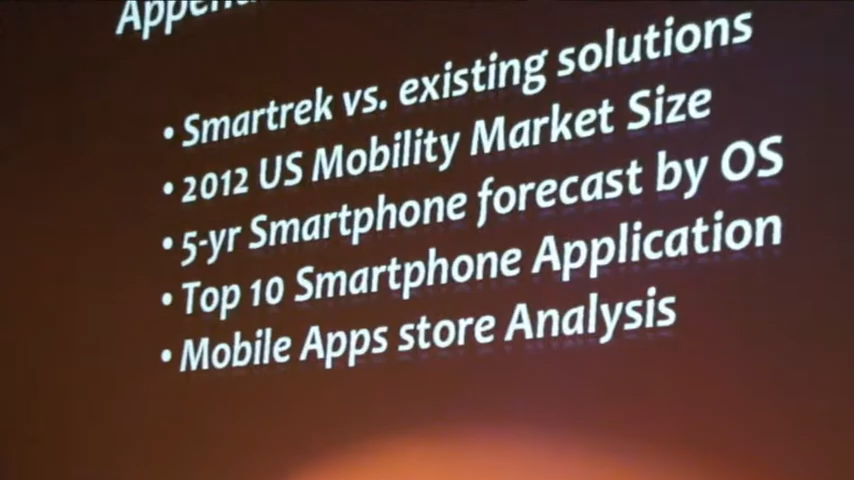 • Smartrek vs. existing solutions
• 2012 US Mobility Market Size
• 5-yr Smartphone forecast by OS
• Top 10 Smartphone Application
• Mobile Apps store Analysis